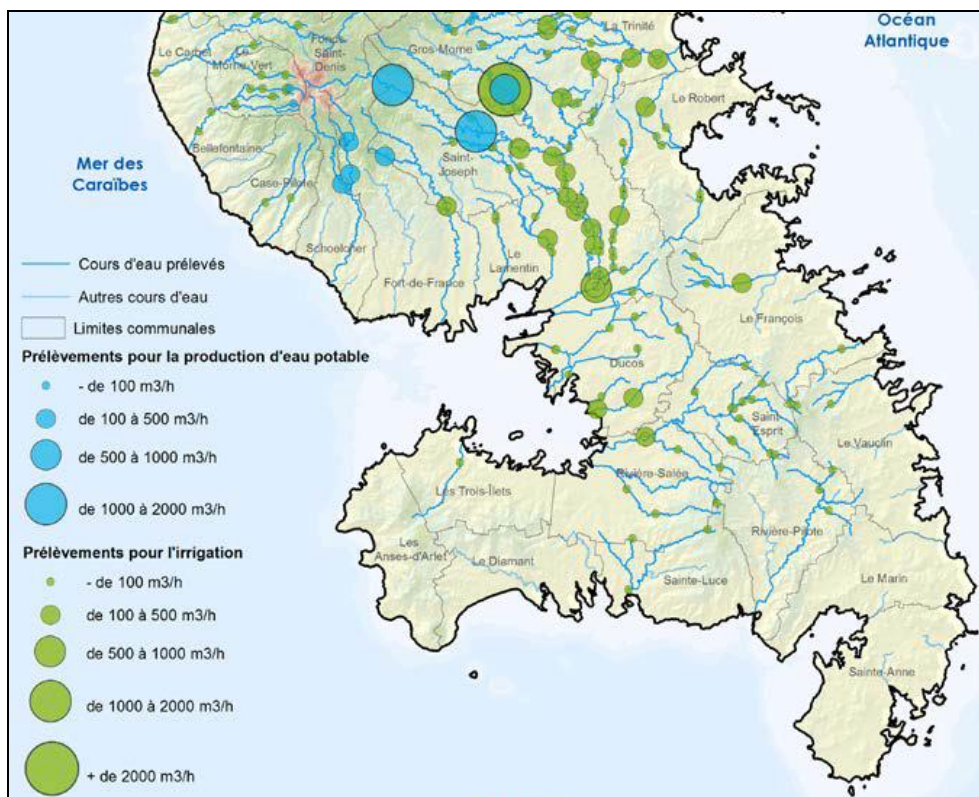 Océan
Atlantique
La Trinité
Fonds-
Saint-
Denis
Gros-Morne
Le Carbet
Le
Morne-Vert
Le Robert
Bellefontaine
Mer des
Caraïbes
Saint-
Joseph
Case-Pilote
Schoelcher
Le
Lamentin
Fort-de-France
Cours d'eau prélevés
Autres cours d'eau
Limites communales
Le François
Prélèvements pour la production d'eau potable
- de 100 m3/h
de 100 à 500 m3/h
de 500 à 1000 m3/h
de 1000 à 2000 m3/h
Ducos
Saint-
Esprit
Le Vauclin
Rivière-Salée
Les Trois-Îlets
Rivière-Pilote
Les
Anses-d'Arlet
Le Diamant
Sainte-Luce
Le Marin
Sainte-Anne
Prélèvements pour l'irrigation
- de 100 m3/h
de 100 à 500 m3/h
de 500 à 1000 m3/h
de 1000 à 2000 m3/h
+ de 2000 m3/h